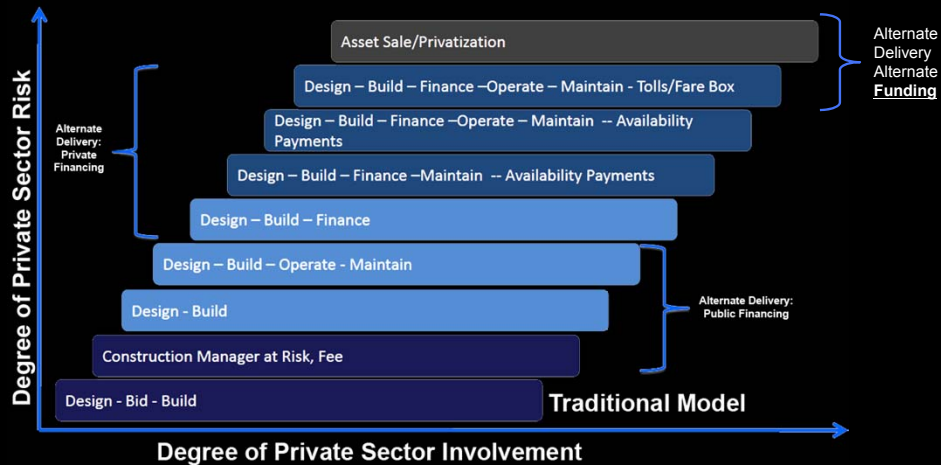 Asset Sale/Privatization
Alternate
Delivery
Alternate
Funding
Design – Build – Finance –Operate – Maintain - Tolls/Fare Box
Design – Build – Finance –Operate – Maintain -- Availability
Payments
Alternate
Delivery:
Private
Financing
Design – Build – Finance –Maintain -- Availability Payments
Design – Build – Finance
Design – Build – Operate - Maintain
Design - Build
Alternate Delivery:
Public Financing
Construction Manager at Risk, Fee
Design - Bid - Build
Traditional Model
Degree of Private Sector Risk
Degree of Private Sector Involvement